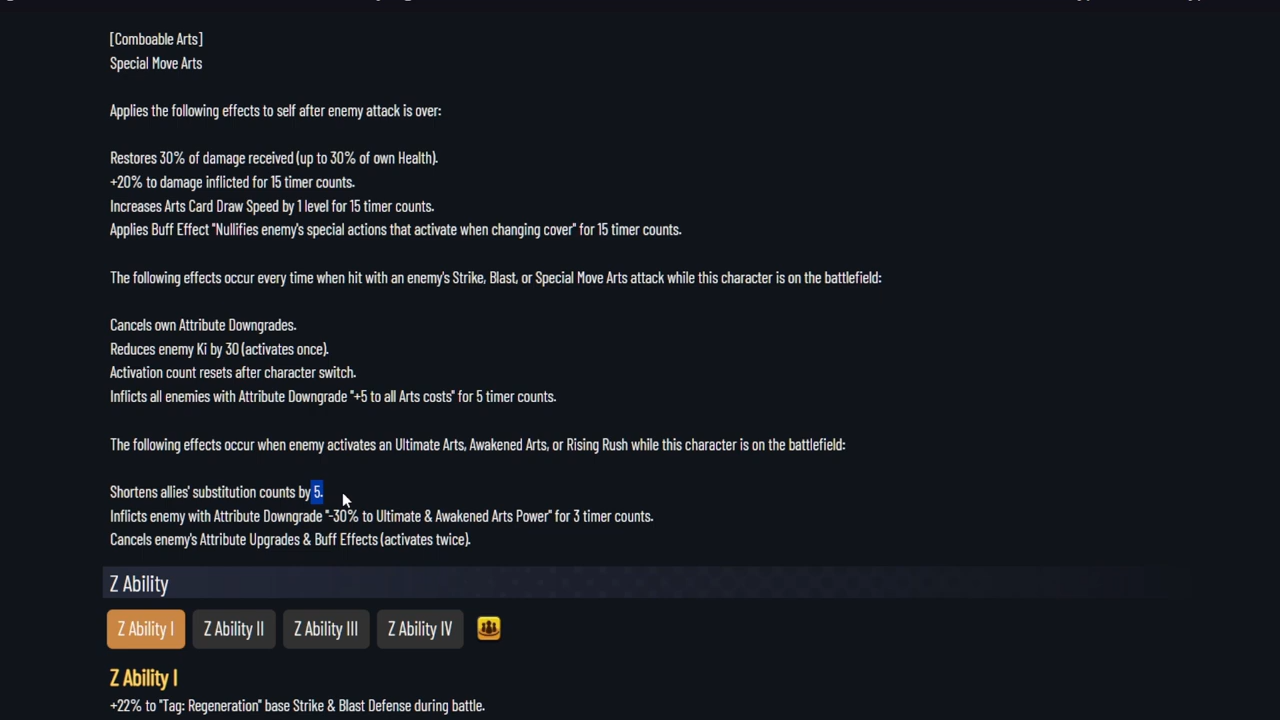 [Comboable Arts]
Special Move Arts
Applies the following effects to self after enemy attack is over:
Restores 30% of damage received (up to 30% of own Health).
+20% to damage inflicted for 15 timer counts.
Increases Arts Card Draw Speed by 1 level for 15 timer counts.
Applies Buff Effect "Nullifies enemy's special actions that activate when changing cover" for 15 timer counts.
The following effects occur every time when hit with an enemy's Strike, Blast, or Special Move Arts attack while this character is on the battlefield:
Cancels own Attribute Downgrades.
Reduces enemy Ki by 30 (activates once).
Activation count resets after character switch.
Inflicts all enemies with Attribute Downgrade "+5 to all Arts costs" for 5 timer counts.
The following effects occur when enemy activates an Ultimate Arts, Awakened Arts, or Rising Rush while this character is on the battlefield:
Shortens allies' substitution counts by 5.
Inflicts enemy with Attribute Downgrade "-30% to Ultimate & Awakened Arts Power" for 3 timer counts.
Cancels enemy's Attribute Upgrades & Buff Effects (activates twice).
Z Ability
Z Ability I Z Ability II Z Ability III Z Ability IV
Z Ability I
+22% to "Tag: Regeneration" base Strike & Blast Defense during battle.